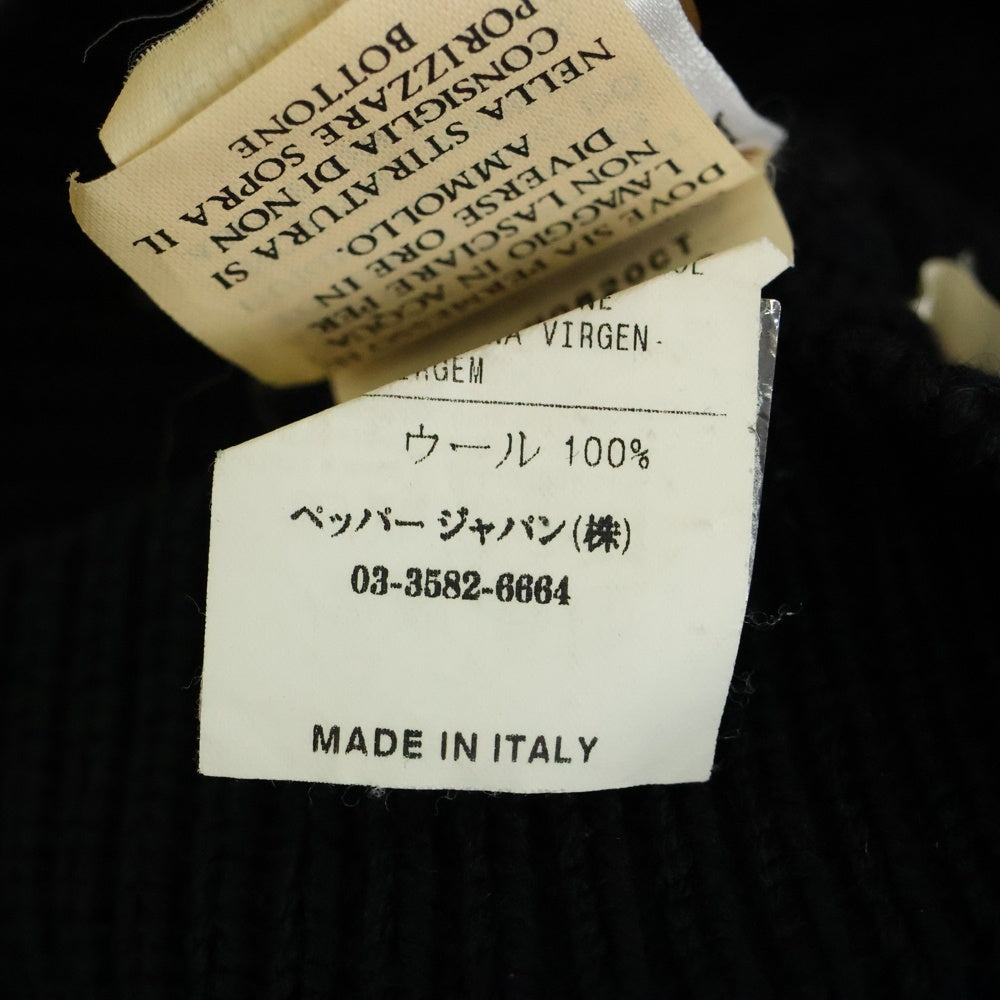 DOVE SIA
LAVAGGIO IN ACQUA
NON LASCIARE PER
DIVERSE ORE IN
AMMOLLO.
NELLA STIRATURA SI
CONSIGLIA DI NON
PORIZZARE SOPRA IL
BOTTONE
VIRGEN-
ウール 100%
ペッパー ジャパン(株)
03-3582-6664
MADE IN ITALY